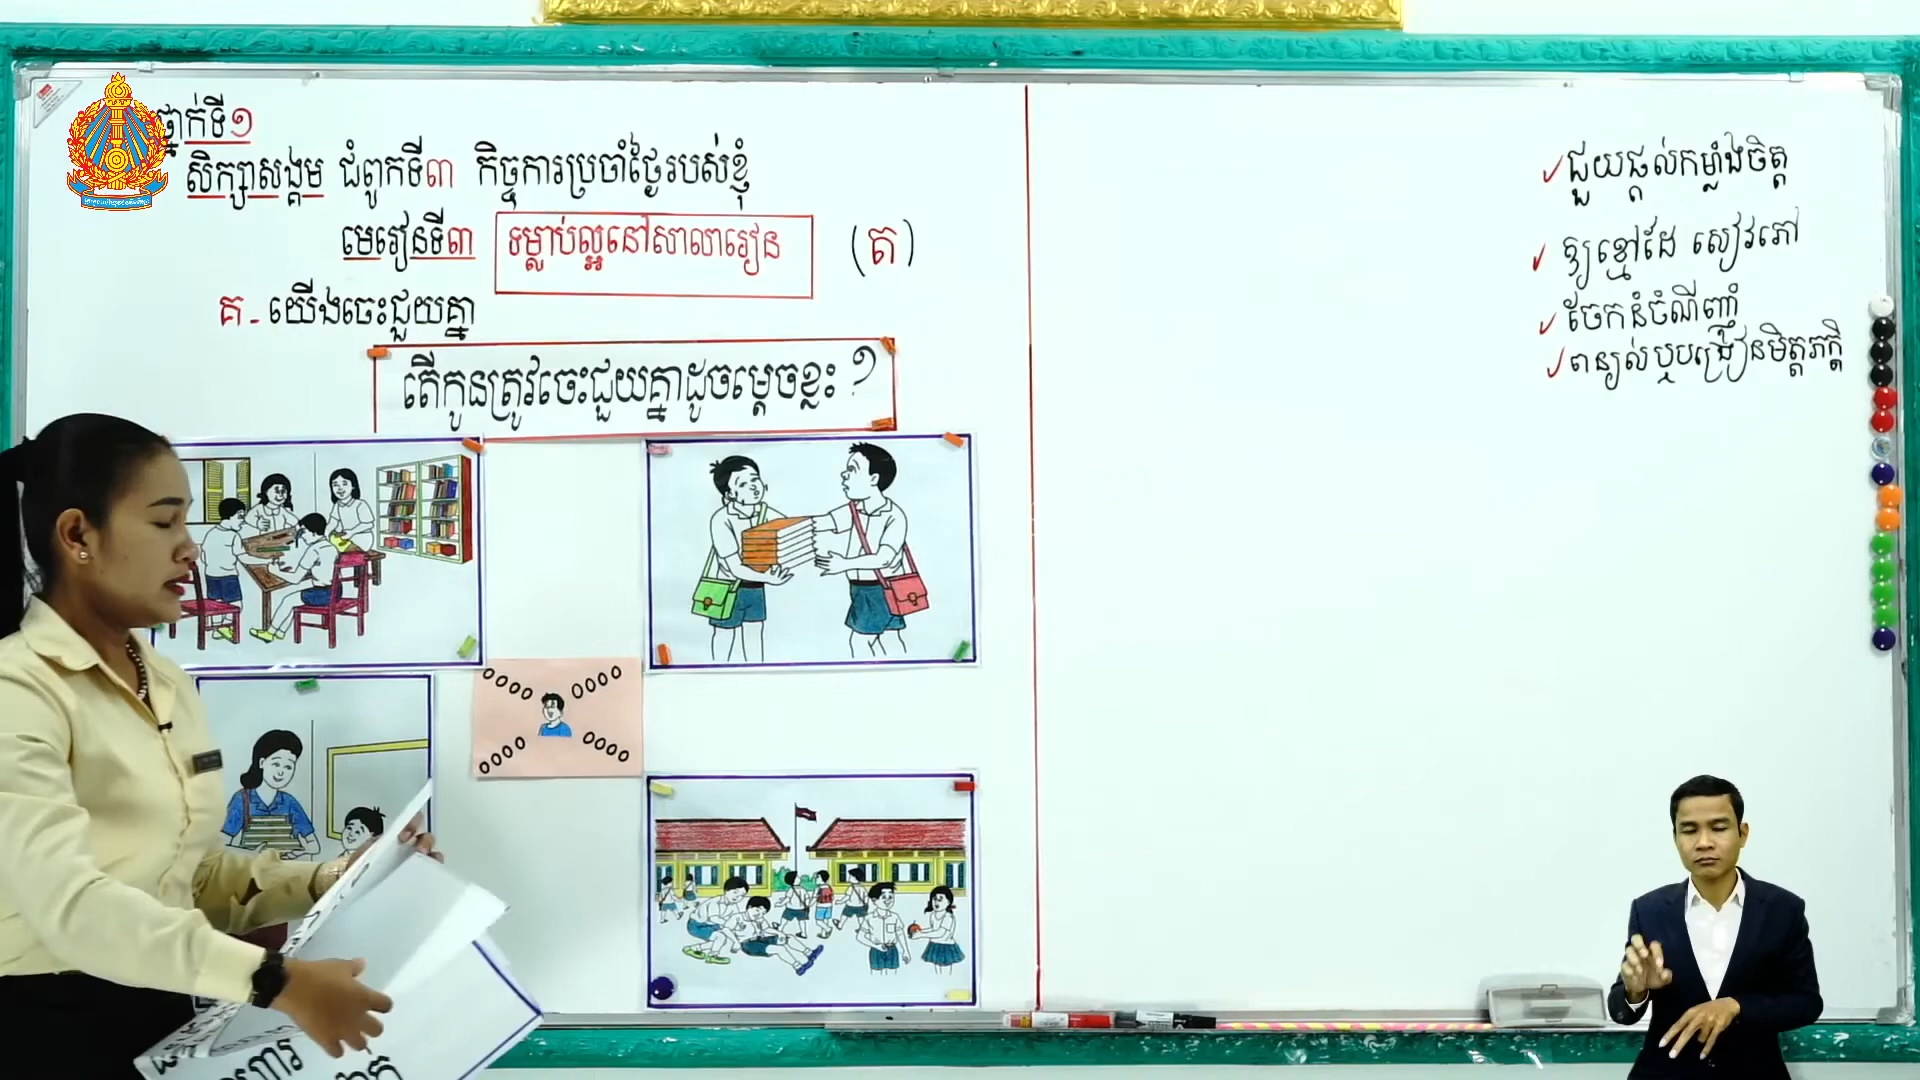 ថ្នាក់ទី១
សិក្សាសង្គម ជំពូកទី៣ កិច្ចការប្រចាំថ្ងៃរបស់ខ្ញុំ
មេរៀនទី៣ ទម្លាប់ល្អនៅសាលារៀន (ត)
គ- យើងចេះជួយគ្នា
តើកូនត្រូវចេះជួយគ្នាដូចម្ដេចខ្លះ ?
✓ ជួយផ្ដល់កម្លាំងចិត្ត
✓ ឱ្យខ្មៅដៃ សៀវភៅ
✓ ចែកនំចំណីញ៉ាំ
✓ ពន្យល់ឬបង្រៀនមិត្តភក្តិ